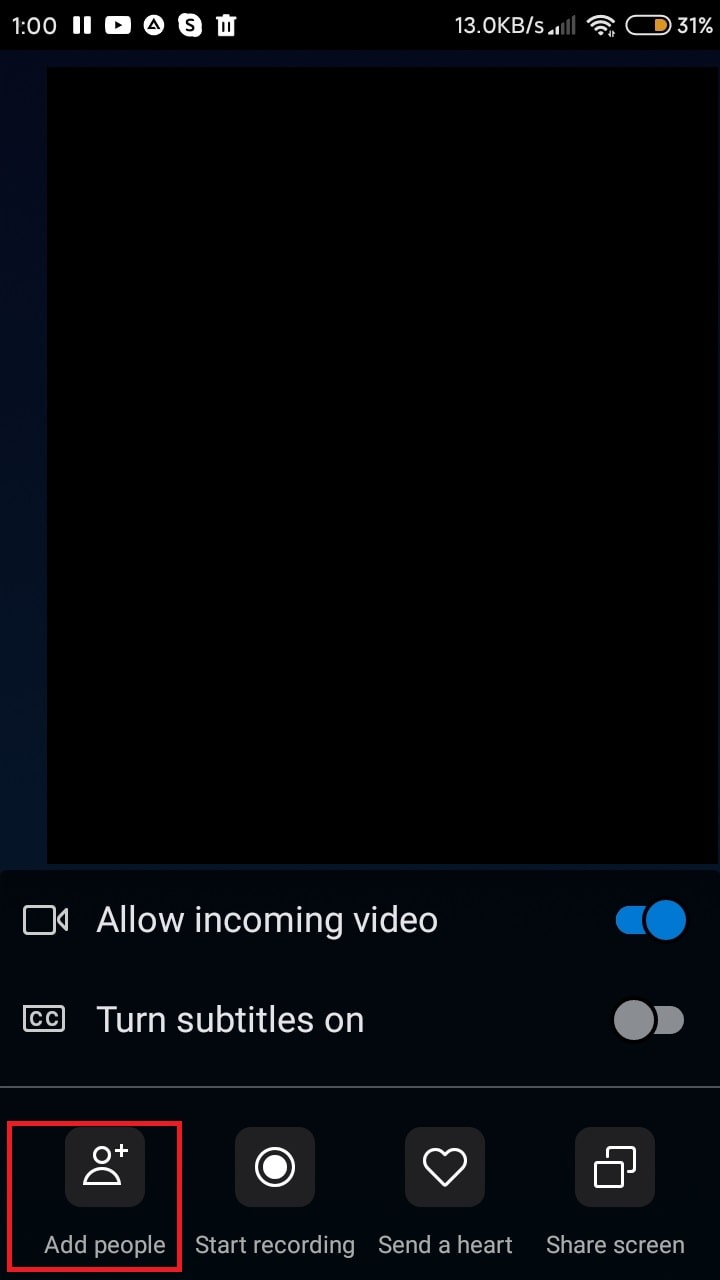 1:00 S 13.0KB/s 31%
Allow incoming video
CC Turn subtitles on
Add people Start recording Send a heart Share screen